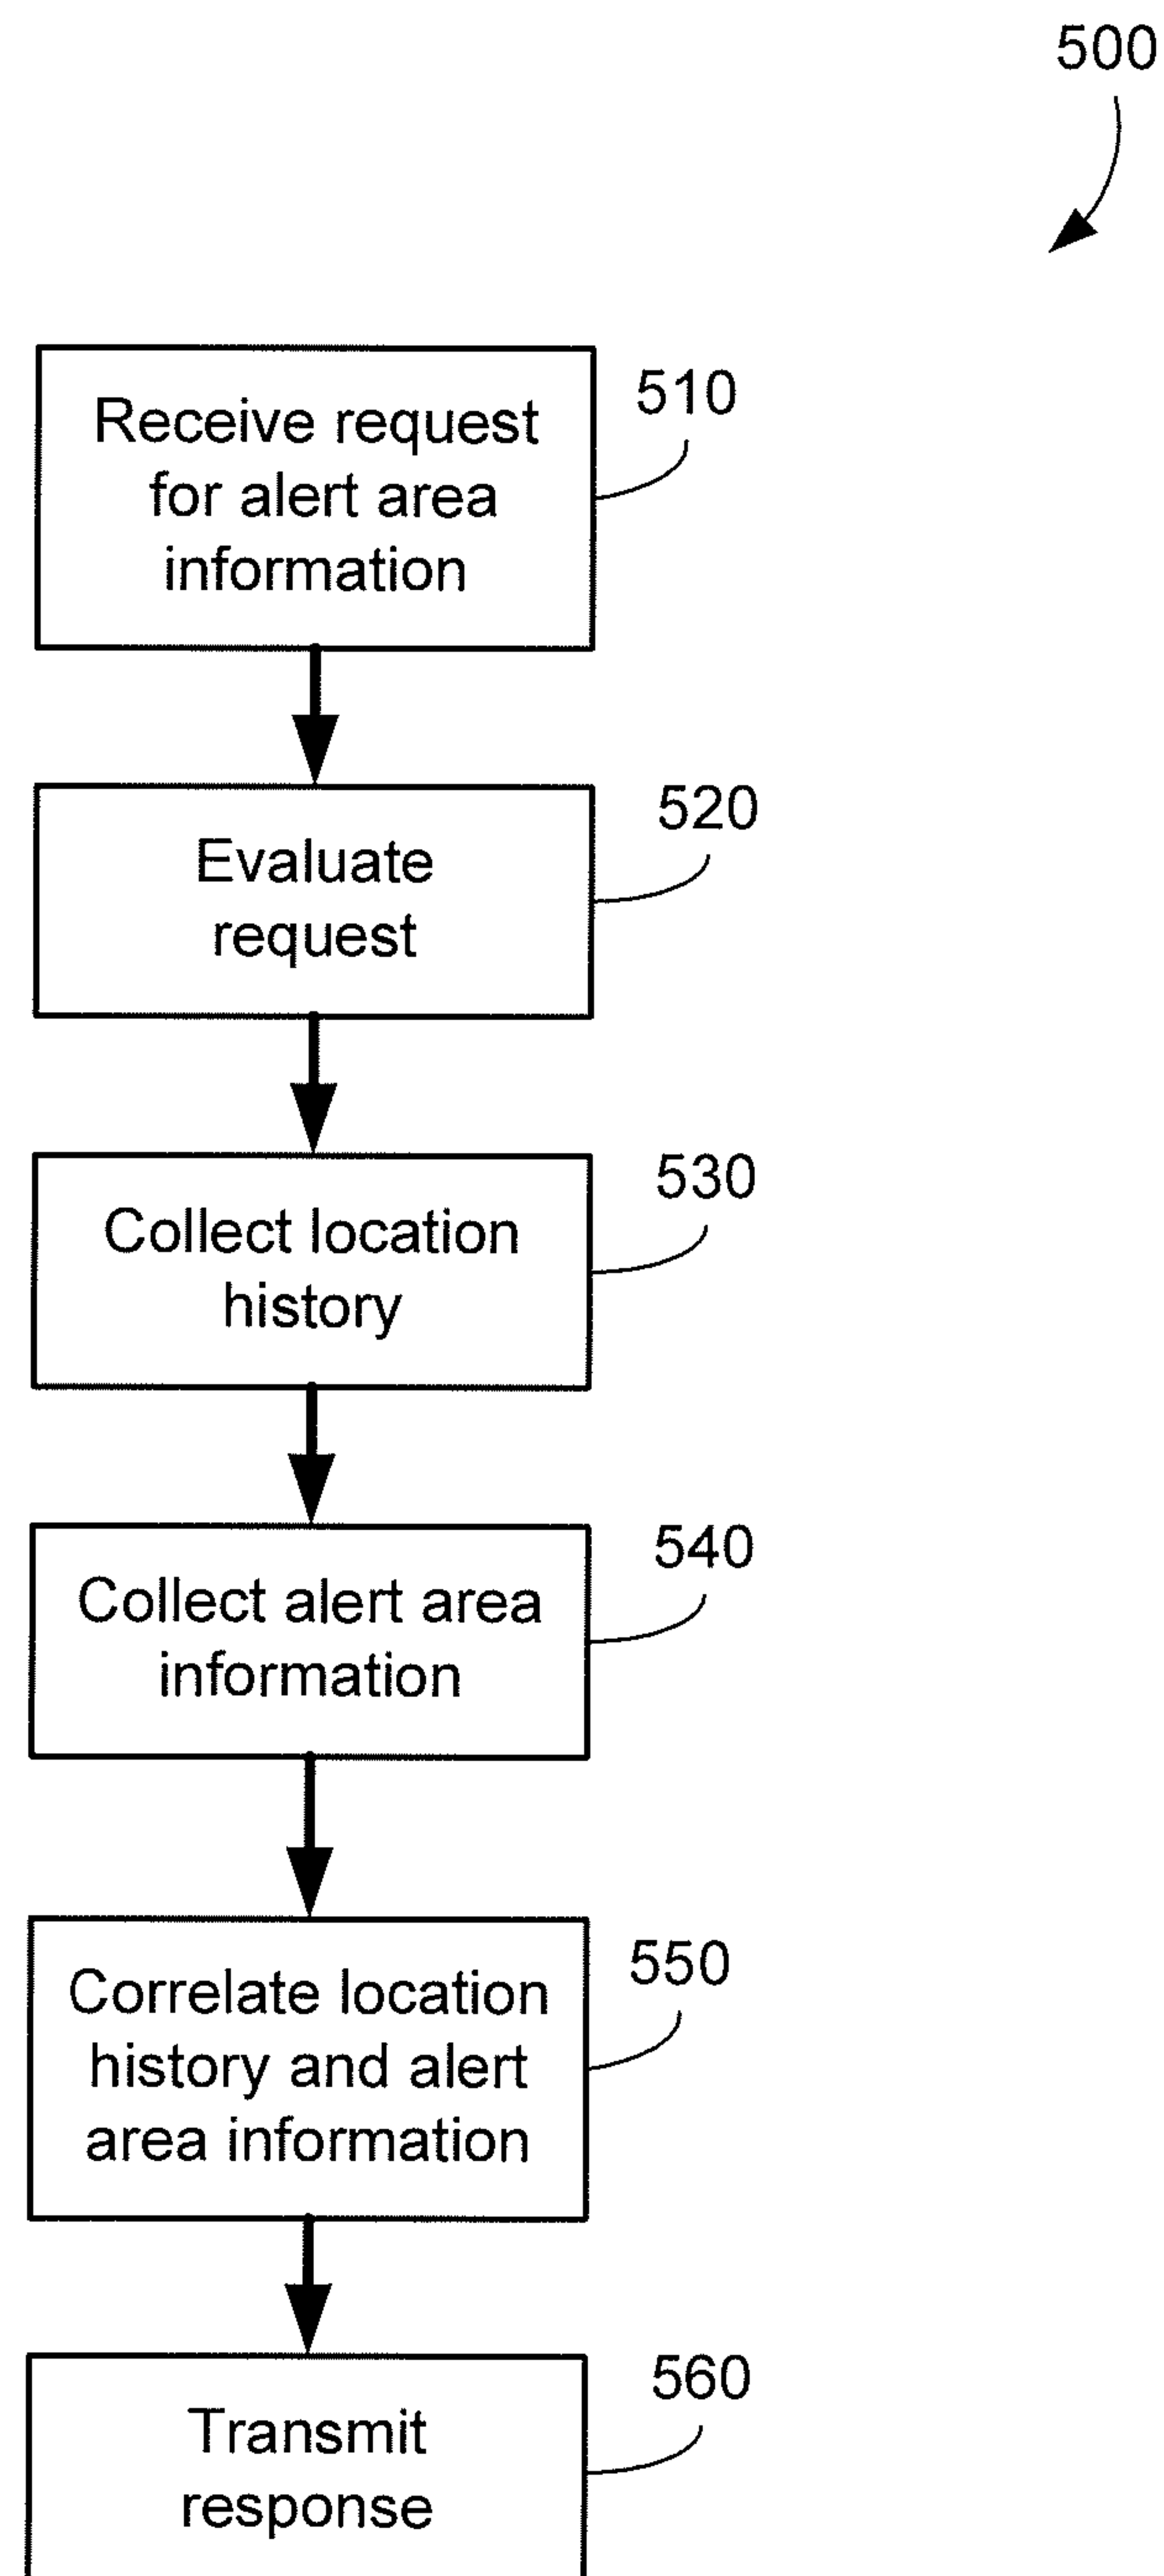 500
Receive request
for alert area
information
510
Evaluate
request
520
Collect location
history
530
Collect alert area
information
540
Correlate location
history and alert
area information
550
Transmit
response
560